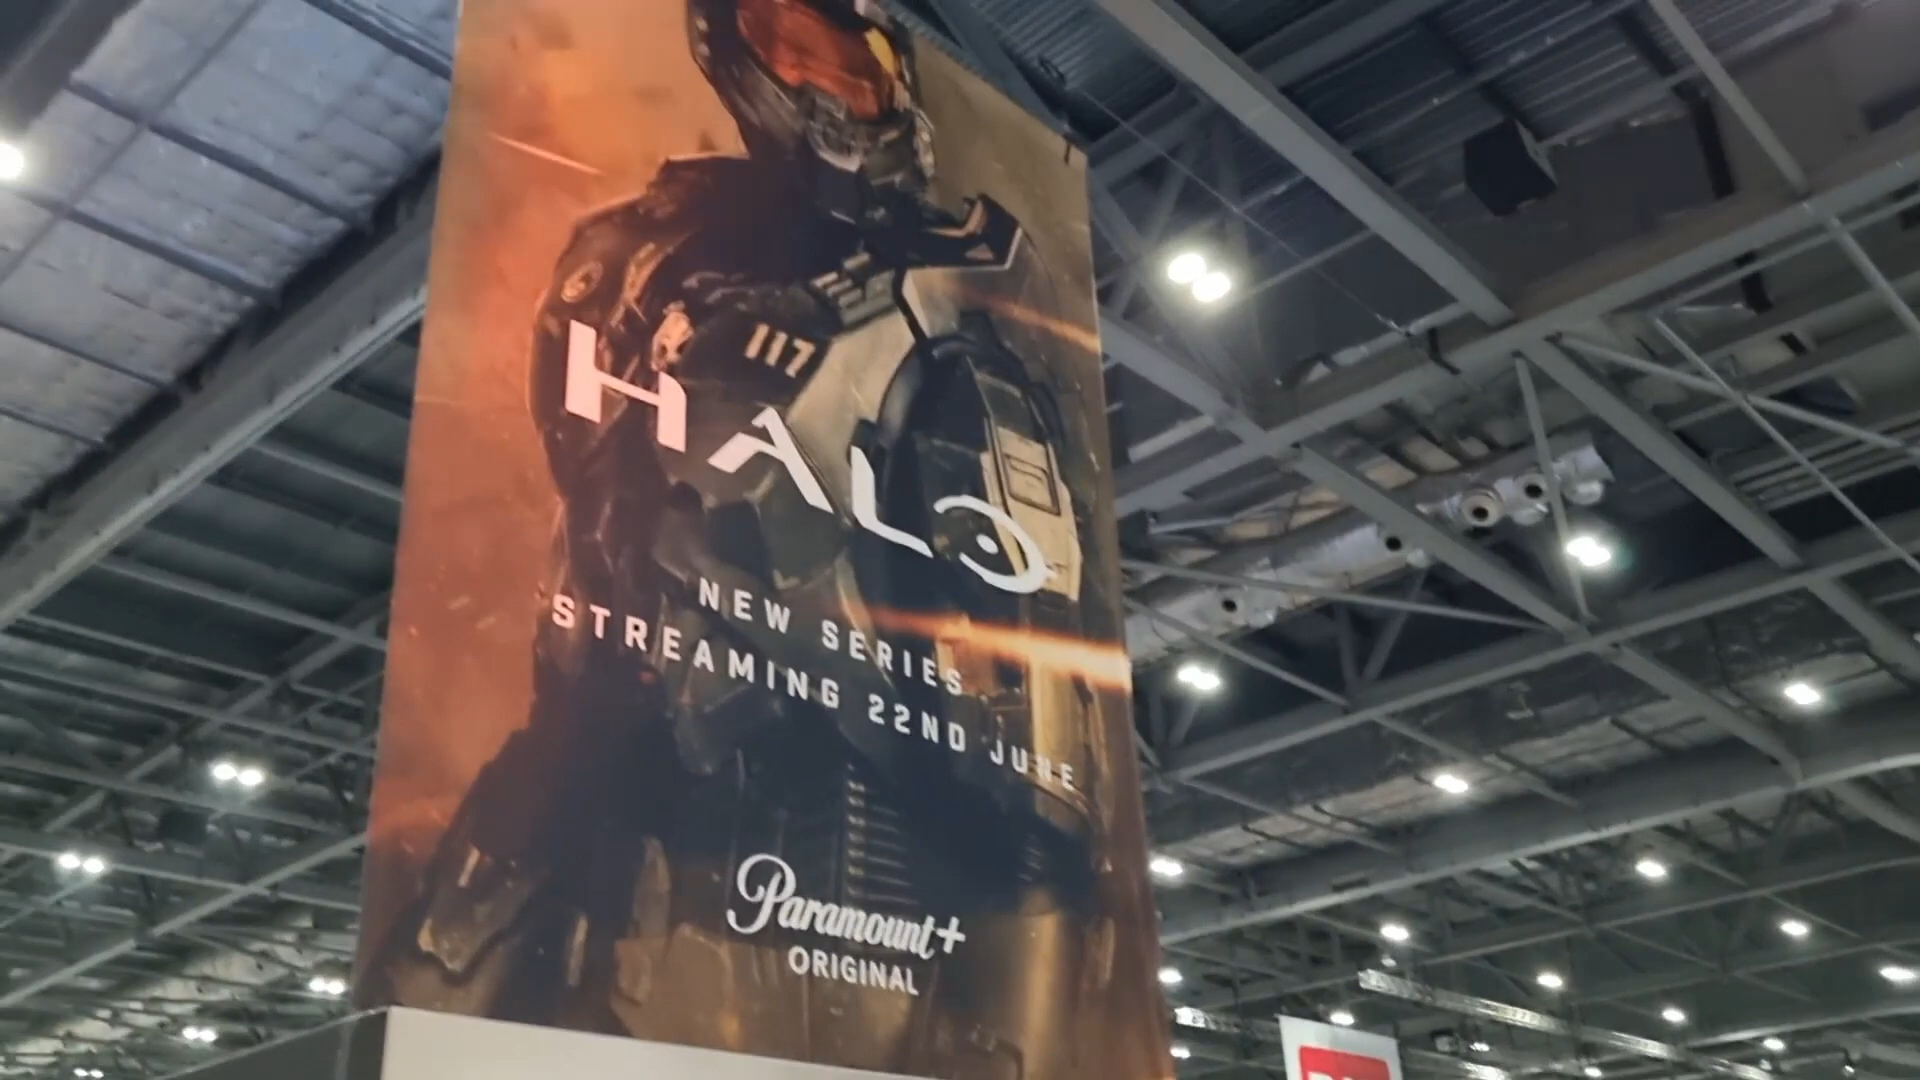 117
HALO
NEW SERIES
STREAMING 22ND JUNE
Paramount+
ORIGINAL